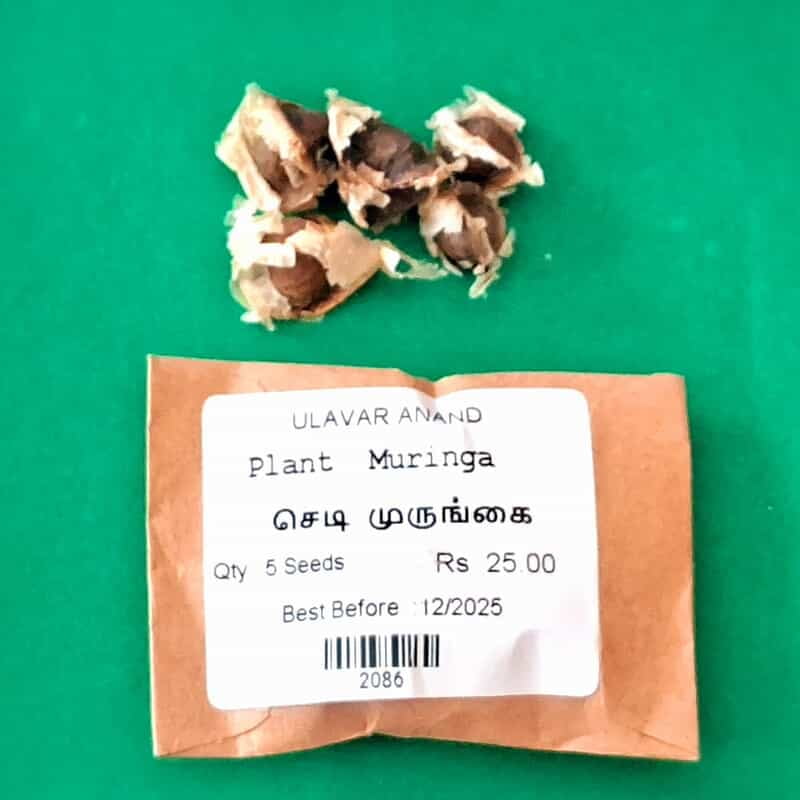 ULAVAR ANAND
Plant Muringa
செடி முருங்கை
Qty 5 Seeds Rs 25.00
Best Before :12/2025
2086